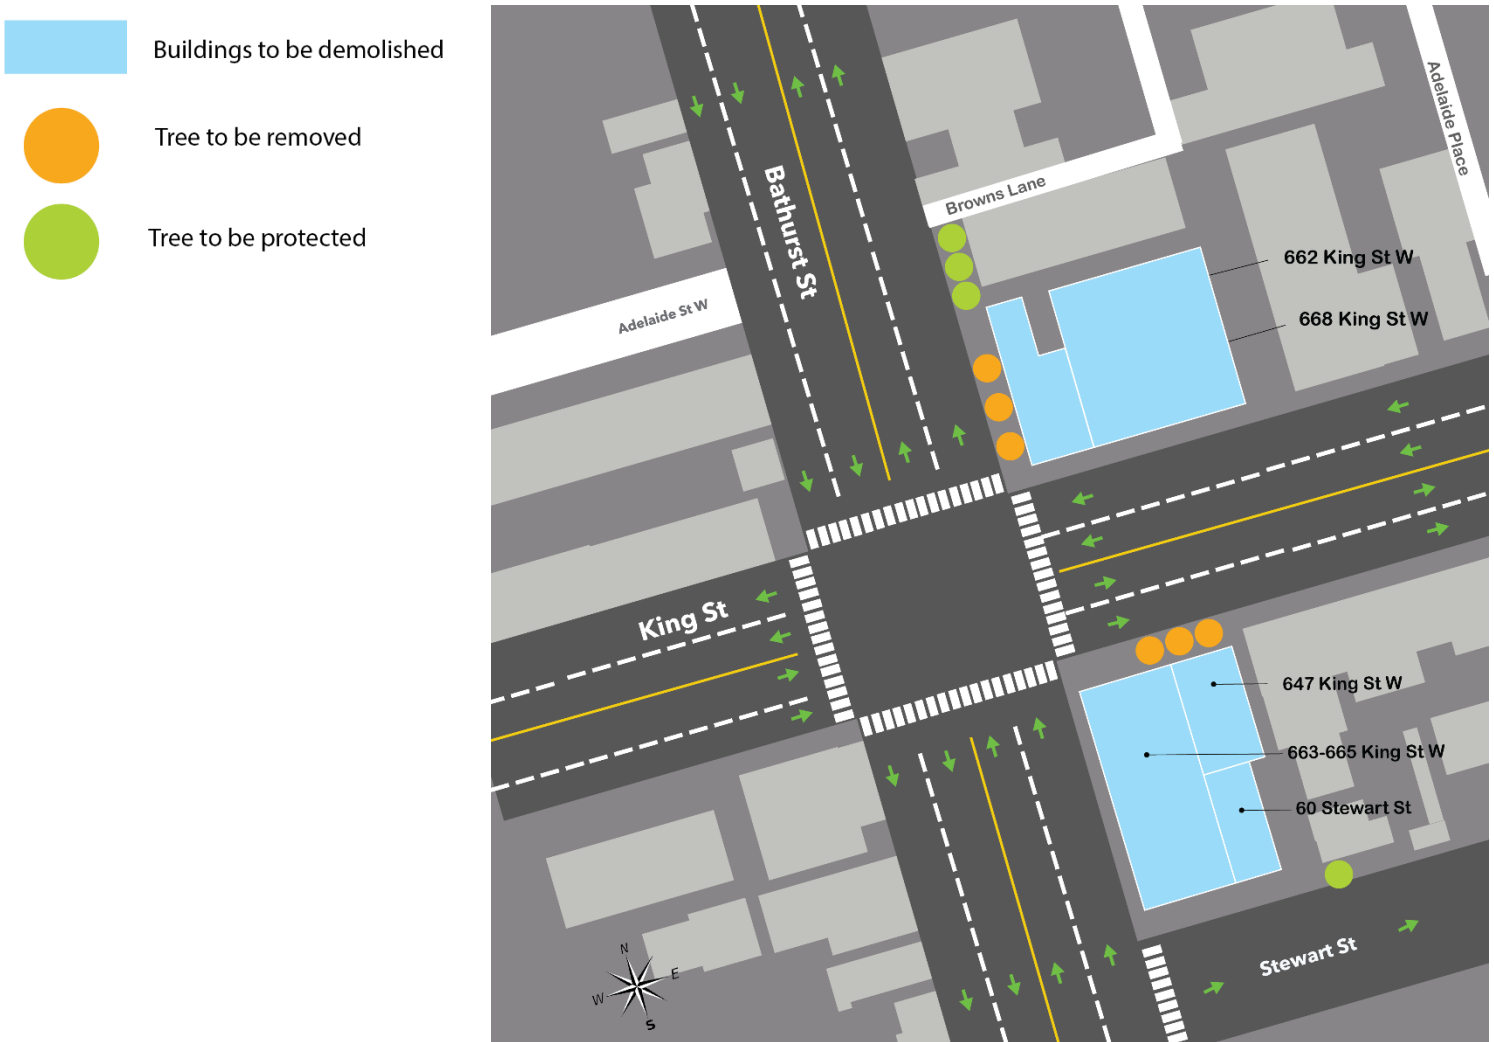 Buildings to be demolished
Tree to be removed
Tree to be protected
Bathurst St
Adelaide Place
Browns Lane
Adelaide St W
662 King St W
668 King St W
King St
647 King St W
663-665 King St W
60 Stewart St
Stewart St
N
E
W
S